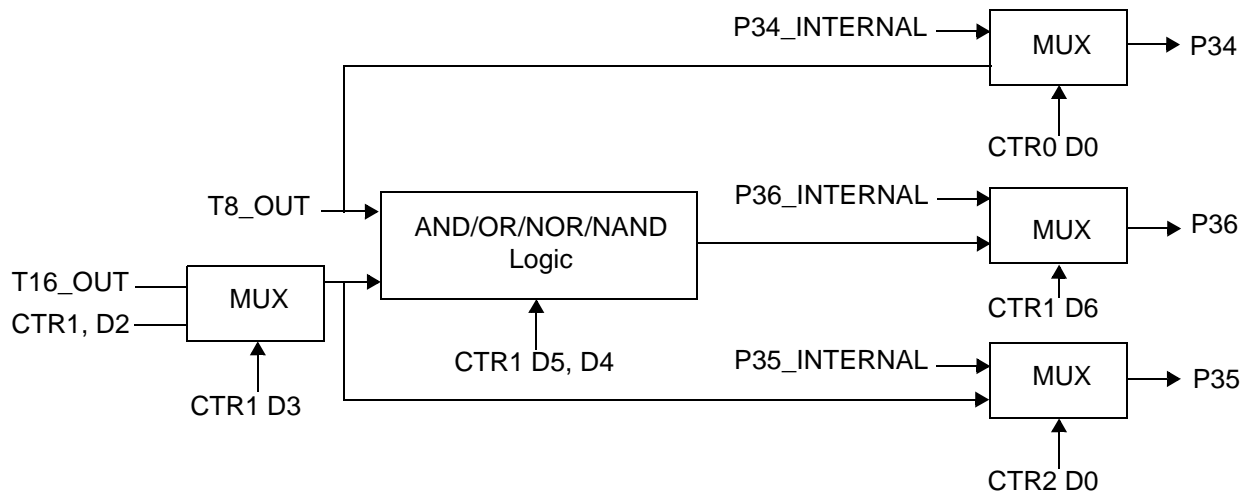 P34_INTERNAL
MUX
P34
CTR0 D0
T8_OUT
AND/OR/NOR/NAND
Logic
P36_INTERNAL
MUX
P36
T16_OUT
MUX
CTR1, D2
CTR1 D6
CTR1 D5, D4
P35_INTERNAL
MUX
P35
CTR1 D3
CTR2 D0